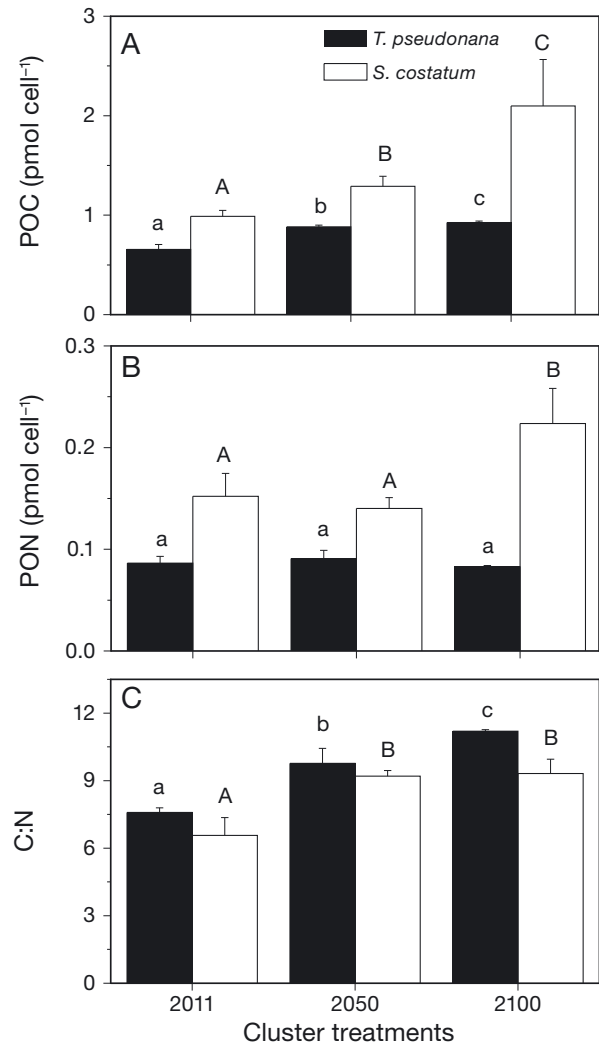 3
A
T. pseudonana
S. costatum
C
2
B
A
c
b
a
1
0
POC (pmol cell⁻¹)
0.3
B
B
A
A
0.2
a
a
a
0.1
0.0
PON (pmol cell⁻¹)
C
12
c
b
B
B
a
A
9
6
3
0
C:N
2011 2050 2100
Cluster treatments